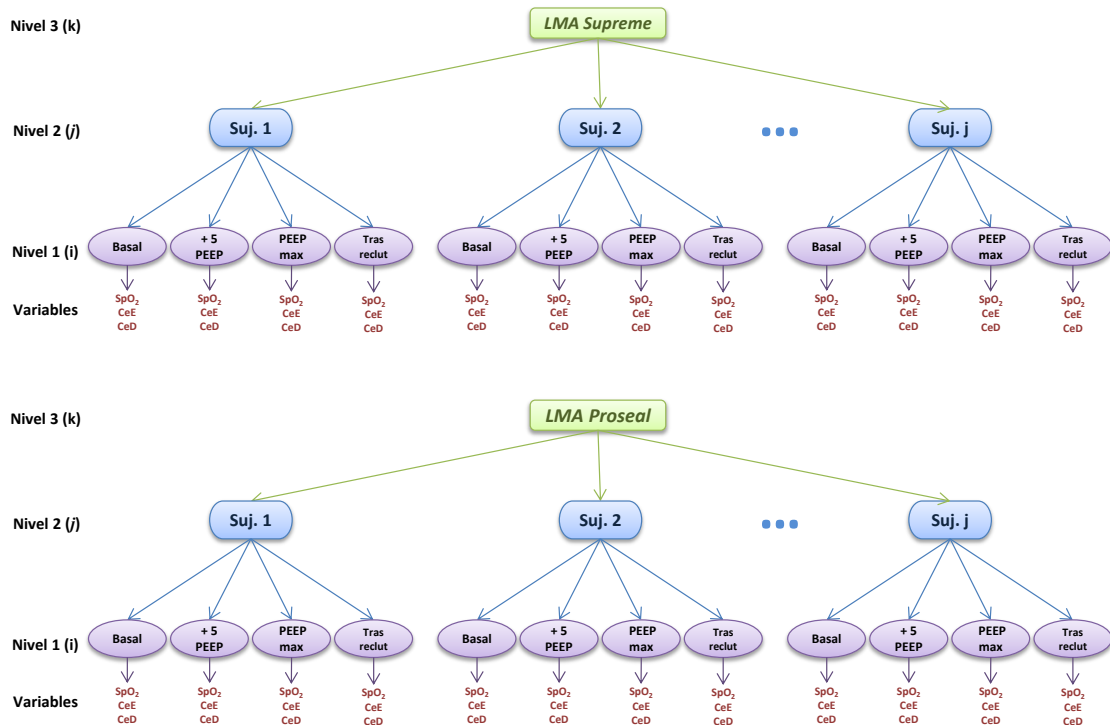 Nivel 3 (k)
LMA Supreme
Nivel 2 (j)
Suj. 1
Suj. 2
Suj. j
Nivel 1 (i)
Basal
+ 5
PEEP
PEEP
max
Tras
reclut
Basal
+ 5
PEEP
PEEP
max
Tras
reclut
Basal
+ 5
PEEP
PEEP
max
Tras
reclut
Variables
SpO₂
CeE
CeD
SpO₂
CeE
CeD
SpO₂
CeE
CeD
SpO₂
CeE
CeD
SpO₂
CeE
CeD
SpO₂
CeE
CeD
SpO₂
CeE
CeD
SpO₂
CeE
CeD
SpO₂
CeE
CeD
SpO₂
CeE
CeD
SpO₂
CeE
CeD
SpO₂
CeE
CeD
Nivel 3 (k)
LMA Proseal
Nivel 2 (j)
Suj. 1
Suj. 2
Suj. j
Nivel 1 (i)
Basal
+ 5
PEEP
PEEP
max
Tras
reclut
Basal
+ 5
PEEP
PEEP
max
Tras
reclut
Basal
+ 5
PEEP
PEEP
max
Tras
reclut
Variables
SpO₂
CeE
CeD
SpO₂
CeE
CeD
SpO₂
CeE
CeD
SpO₂
CeE
CeD
SpO₂
CeE
CeD
SpO₂
CeE
CeD
SpO₂
CeE
CeD
SpO₂
CeE
CeD
SpO₂
CeE
CeD
SpO₂
CeE
CeD
SpO₂
CeE
CeD
SpO₂
CeE
CeD